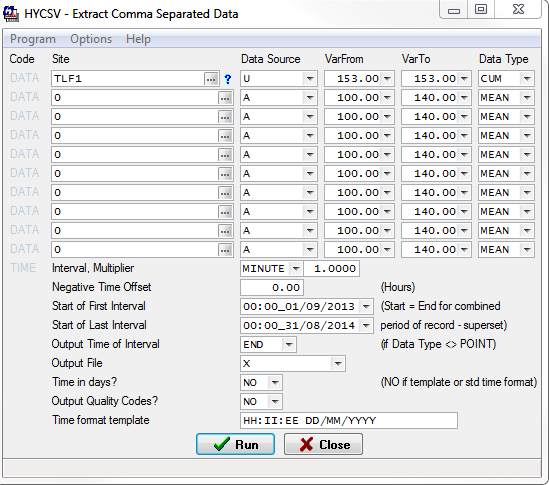 HYCSV - Extract Comma Separated Data
Program Options Help
Code Site Data Source VarFrom VarTo Data Type
DATA TLF1 ... ? U 153.00 153.00 CUM
DATA 0 ... A 100.00 140.00 MEAN
DATA 0 ... A 100.00 140.00 MEAN
DATA 0 ... A 100.00 140.00 MEAN
DATA 0 ... A 100.00 140.00 MEAN
DATA 0 ... A 100.00 140.00 MEAN
DATA 0 ... A 100.00 140.00 MEAN
DATA 0 ... A 100.00 140.00 MEAN
DATA 0 ... A 100.00 140.00 MEAN
DATA 0 ... A 100.00 140.00 MEAN
TIME Interval, Multiplier MINUTE 1.0000
Negative Time Offset 0.00 (Hours)
Start of First Interval 00:00_01/09/2013 (Start = End for combined
Start of Last Interval 00:00_31/08/2014 period of record - superset)
Output Time of Interval END (if Data Type <> POINT)
Output File X
Time in days? NO (NO if template or std time format)
Output Quality Codes? NO
Time format template HH:II:EE DD/MM/YYYY
Run Close